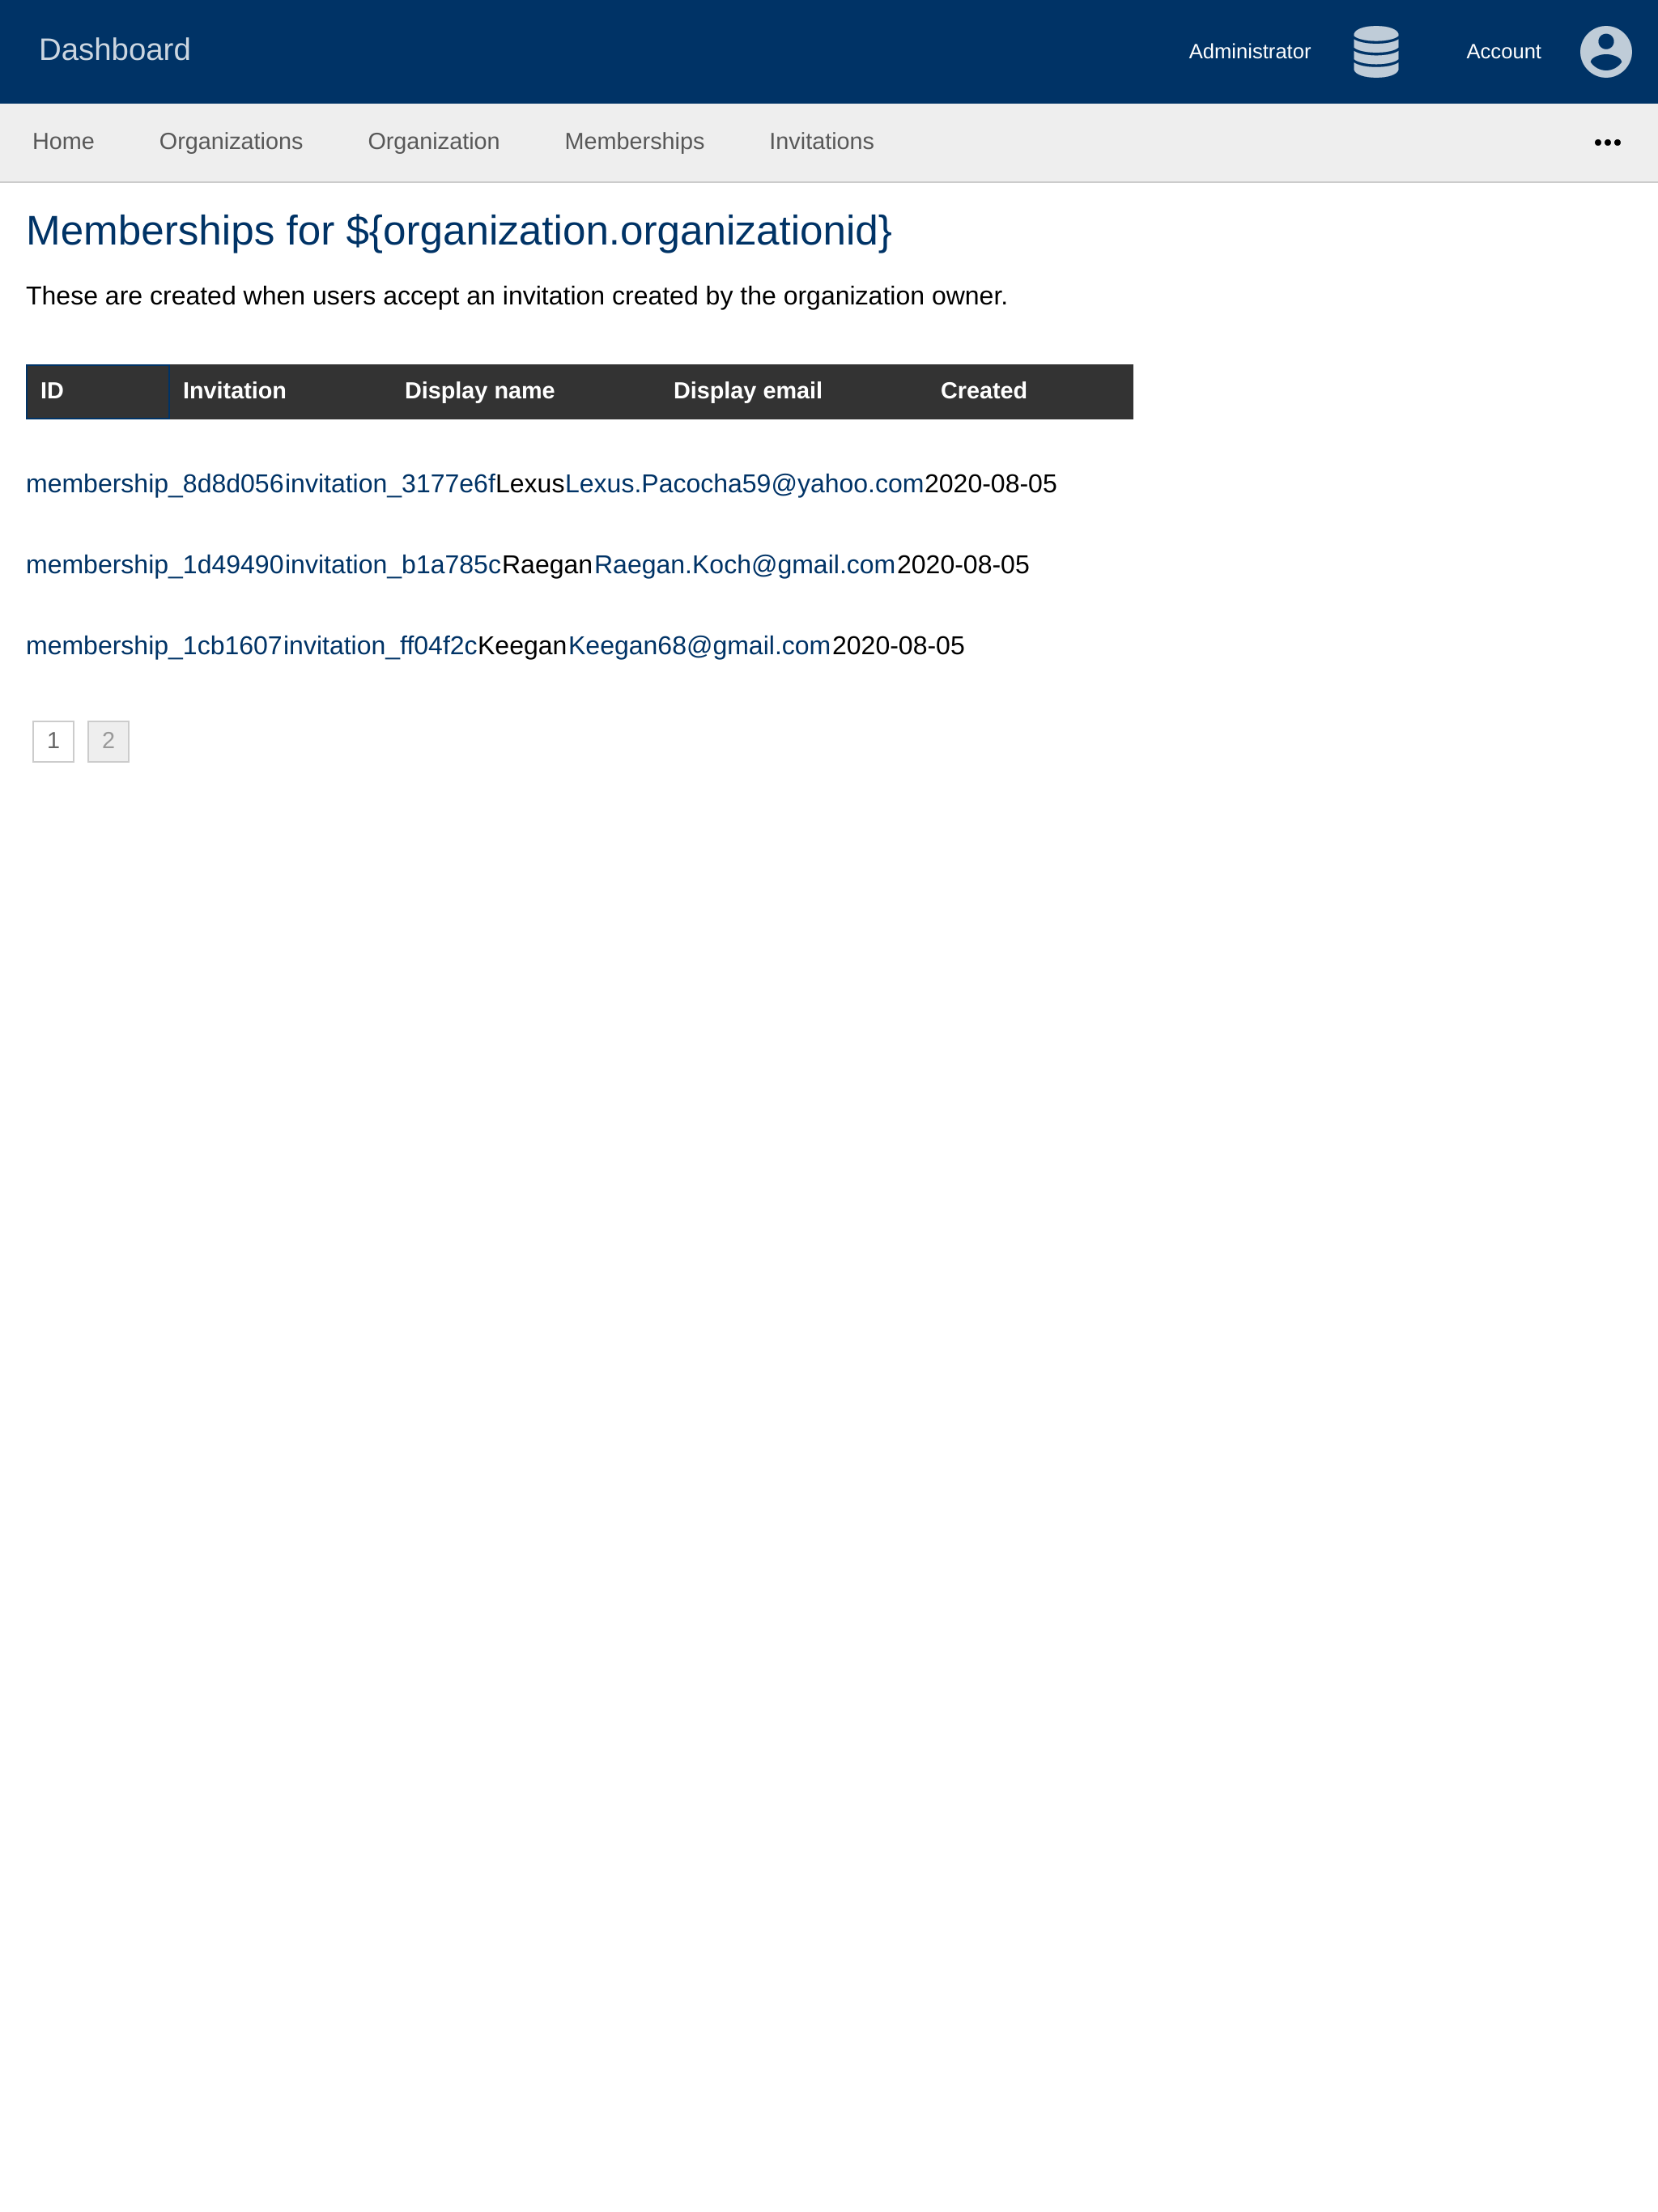 Dashboard Administrator Account
Home Organizations Organization Memberships Invitations •••
Memberships for ${organization.organizationid}
These are created when users accept an invitation created by the organization owner.
ID Invitation Display name Display email Created
membership_8d8d056invitation_3177e6fLexusLexus.Pacocha59@yahoo.com2020-08-05
membership_1d49490invitation_b1a785cRaeganRaegan.Koch@gmail.com2020-08-05
membership_1cb1607invitation_ff04f2cKeeganKeegan68@gmail.com2020-08-05
1 2